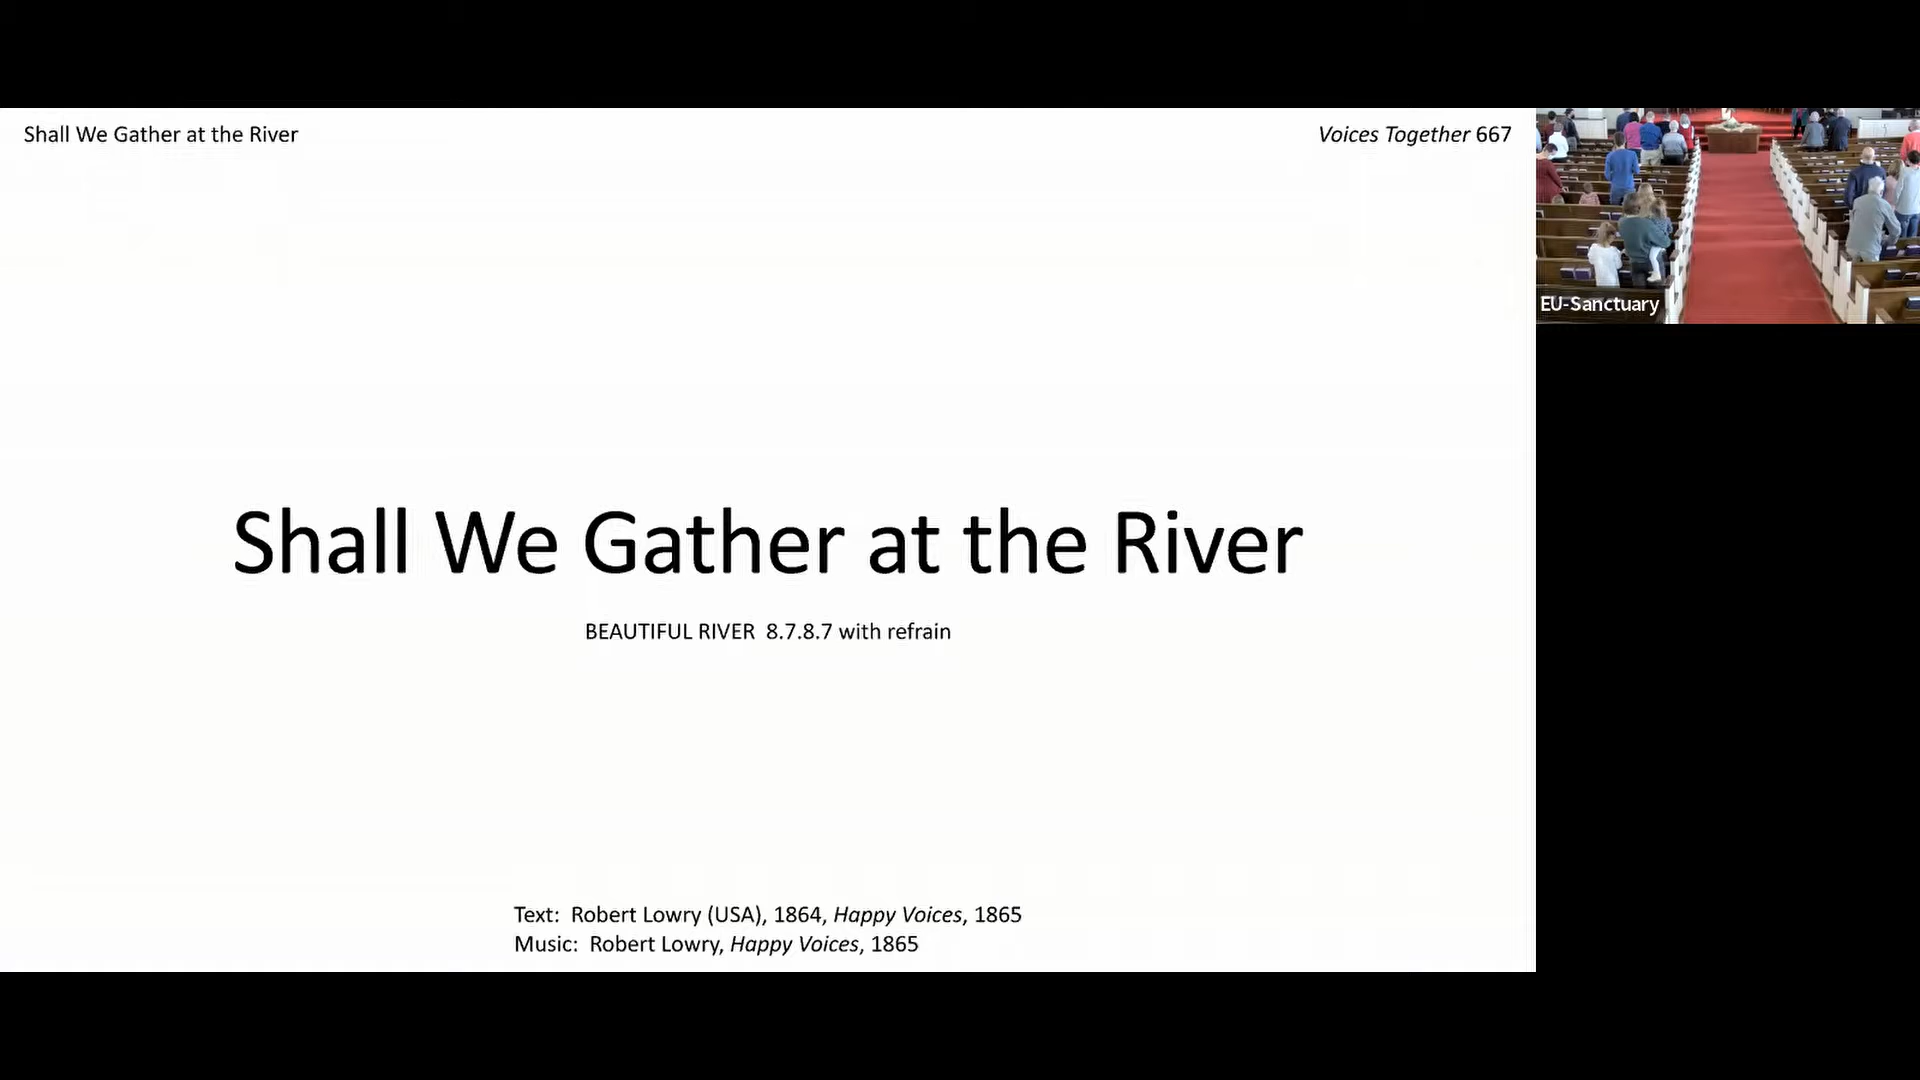 Shall We Gather at the River
Voices Together 667
EU-Sanctuary
Shall We Gather at the River
BEAUTIFUL RIVER 8.7.8.7 with refrain
Text: Robert Lowry (USA), 1864, Happy Voices, 1865
Music: Robert Lowry, Happy Voices, 1865